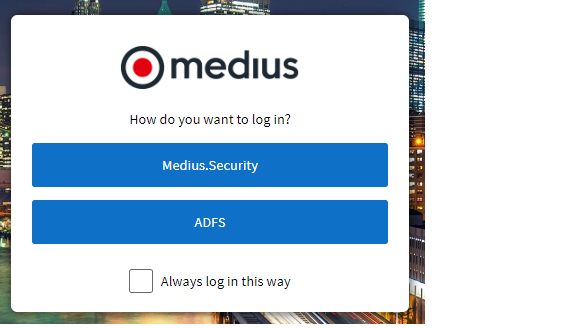 medius
How do you want to log in?
Medius.Security
ADFS
Always log in this way